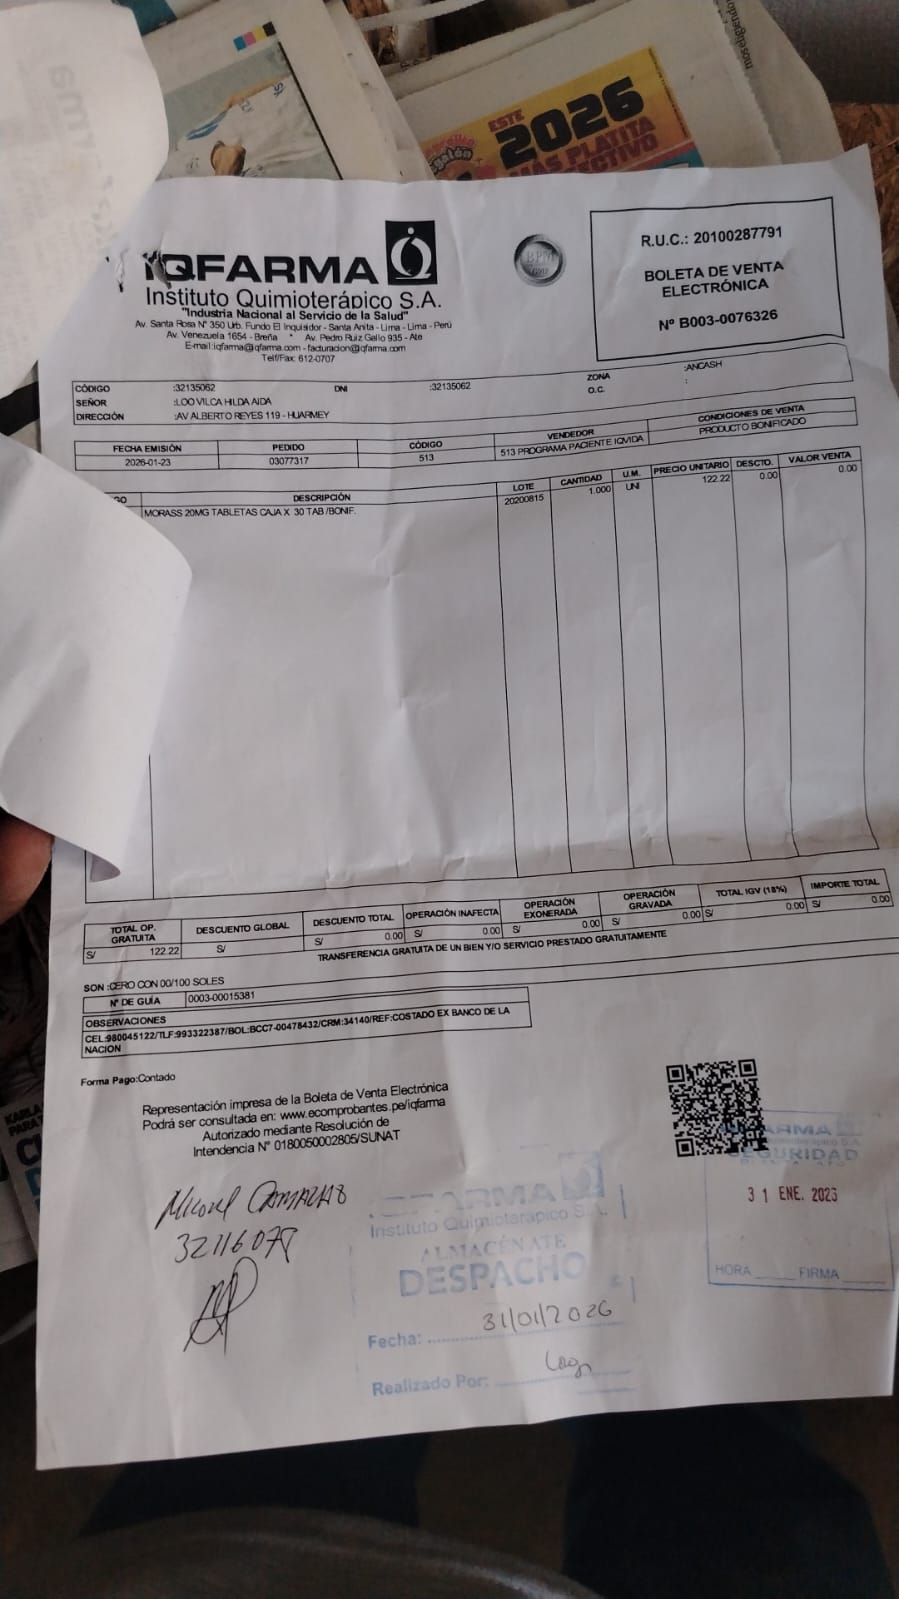 ESTE
2026
MÁS PLATITA
moseligiendo
IQFARMA
Instituto Quimioterápico S.A.
"Industria Nacional al Servicio de la Salud"
Av. Santa Rosa N° 350 Urb. Fundo El Inquisidor - Santa Anita - Lima - Lima - Perú
Av. Venezuela 1654 - Breña Av. Pedro Ruiz Gallo 935 - Ate
E-mail:iqfarma@iqfarma.com - facturacion@iqfarma.com
Telf/Fax: 612-0707
BPM
R.U.C.: 20100287791
BOLETA DE VENTA
ELECTRÓNICA
Nº B003-0076326
CÓDIGO :32135062 DNI :32135062 ZONA :ANCASH
SEÑOR :LOO VILCA HILDA AIDA O.C. :
DIRECCIÓN :AV ALBERTO REYES 119 - HUARMEY
FECHA EMISIÓN PEDIDO CÓDIGO VENDEDOR CONDICIONES DE VENTA
2026-01-23 03077317 513 513 PROGRAMA PACIENTE IQVIDA PRODUCTO BONIFICADO
GO DESCRIPCIÓN LOTE CANTIDAD U.M. PRECIO UNITARIO DESCTO. VALOR VENTA
MORASS 20MG TABLETAS CAJA X 30 TAB /BONIF. 20200815 1.000 UNI 122.22 0.00 0.00
TOTAL OP. GRATUITA DESCUENTO GLOBAL DESCUENTO TOTAL OPERACIÓN INAFECTA OPERACIÓN EXONERADA OPERACIÓN GRAVADA TOTAL IGV (18%) IMPORTE TOTAL
S/ 122.22 S/ S/ 0.00 S/ 0.00 S/ 0.00 S/ 0.00 S/ 0.00 S/ 0.00
TRANSFERENCIA GRATUITA DE UN BIEN Y/O SERVICIO PRESTADO GRATUITAMENTE
SON :CERO CON 00/100 SOLES
Nº DE GUÍA 0003-00015381
OBSERVACIONES
CEL:980045122/TLF:993322387/BOL:BCC7-00478432/CRM:34140/REF:COSTADO EX BANCO DE LA
NACION
Forma Pago:Contado
Representación impresa de la Boleta de Venta Electrónica
Podrá ser consultada en: www.ecomprobantes.pe/iqfarma
Autorizado mediante Resolución de
Intendencia N° 0180050002805/SUNAT
32116078
IQFARMA
Instituto Quimioterápico S.A.
ALMACÉN ATE
DESPACHO
Fecha: 31/01/2026
Realizado Por:
SEGURIDAD
31 ENE. 2026
HORA FIRMA